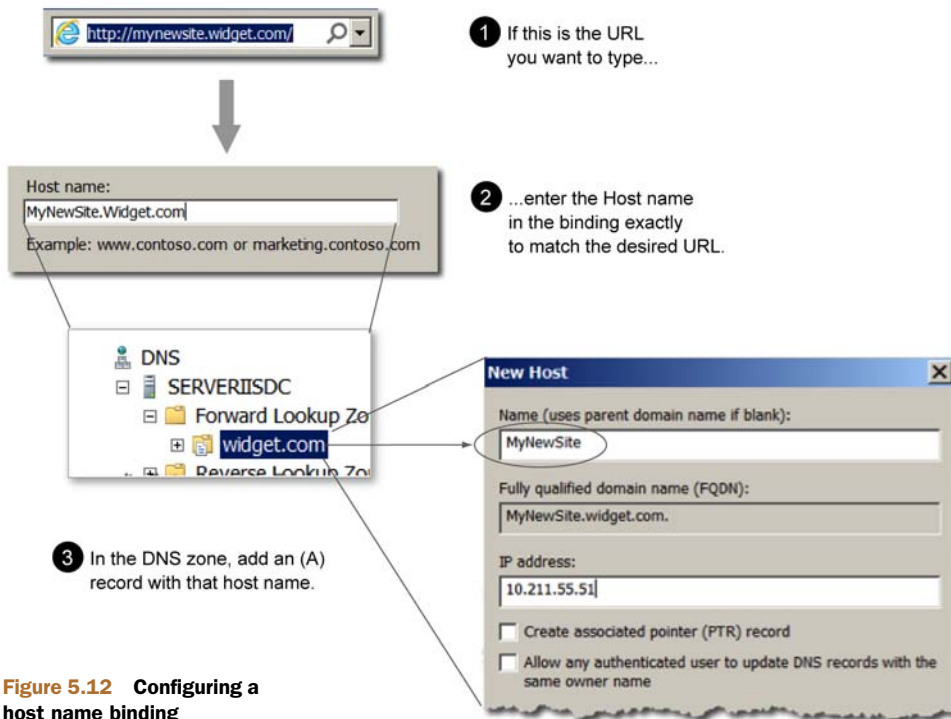 http://mynewsite.widget.com/
1 If this is the URL
you want to type...
Host name:
MyNewSite.Widget.com
Example: www.contoso.com or marketing.contoso.com
2 ...enter the Host name
in the binding exactly
to match the desired URL.
DNS
SERVERIISDC
Forward Lookup Zo
widget.com
Reverse Lookup Zo
3 In the DNS zone, add an (A)
record with that host name.
New Host
Name (uses parent domain name if blank):
MyNewSite
Fully qualified domain name (FQDN):
MyNewSite.widget.com.
IP address:
10.211.55.51
Create associated pointer (PTR) record
Allow any authenticated user to update DNS records with the
same owner name
Figure 5.12 Configuring a
host name binding